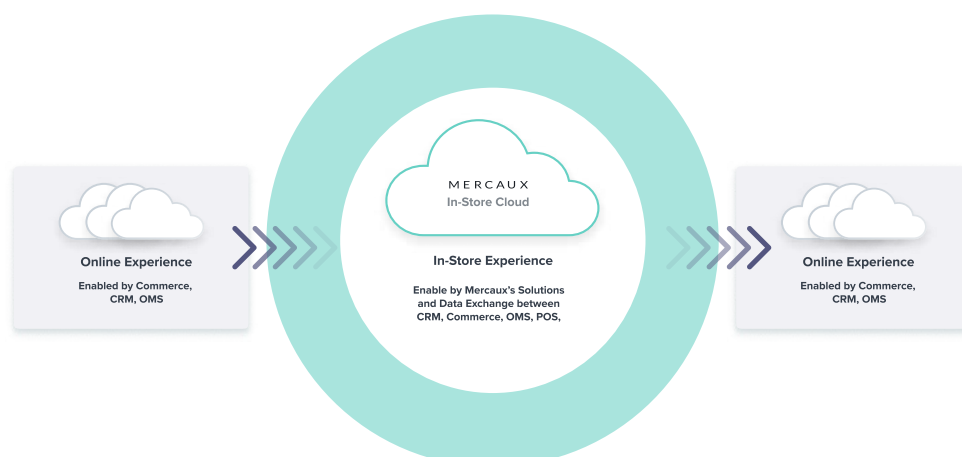 Online Experience
Enabled by Commerce,
CRM, OMS
MERCAUX
In-Store Cloud
In-Store Experience
Enable by Mercaux's Solutions
and Data Exchange between
CRM, Commerce, OMS, POS,
Online Experience
Enabled by Commerce,
CRM, OMS